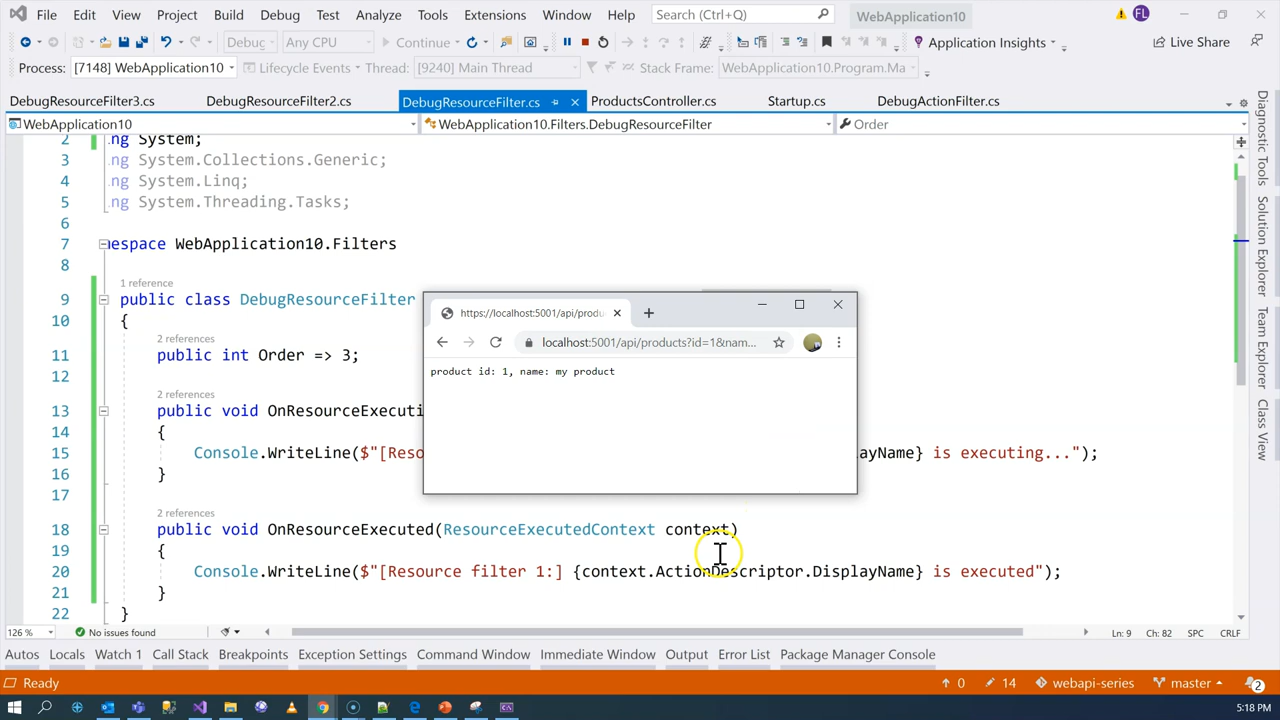 File Edit View Project Build Debug Test Analyze Tools Extensions Window Help Search (Ctrl+Q) WebApplication10 FL
Debug Any CPU Continue Application Insights Live Share
Process: [7148] WebApplication10 Lifecycle Events Thread: [9240] Main Thread Stack Frame: WebApplication10.Program.Ma
DebugResourceFilter3.cs DebugResourceFilter2.cs DebugResourceFilter.cs ProductsController.cs Startup.cs DebugActionFilter.cs
WebApplication10 WebApplication10.Filters.DebugResourceFilter Order
2 ng System;
3 ng System.Collections.Generic;
4 ng System.Linq;
5 ng System.Threading.Tasks;
6
7 espace WebApplication10.Filters
8
1 reference
9 public class DebugResourceFilter
10 {
2 references
11 public int Order => 3;
12
2 references
13 public void OnResourceExecuti
14 {
15 Console.WriteLine($"[Reso layName} is executing...");
16 }
17
2 references
18 public void OnResourceExecuted(ResourceExecutedContext context)
19 {
20 Console.WriteLine($"[Resource filter 1:] {context.ActionDescriptor.DisplayName} is executed");
21 }
22 }
https://localhost:5001/api/produ
localhost:5001/api/products?id=1&nam...
product id: 1, name: my product
Diagnostic Tools
Solution Explorer
Team Explorer
Class View
126 % No issues found Ln: 9 Ch: 82 SPC CRLF
Autos Locals Watch 1 Call Stack Breakpoints Exception Settings Command Window Immediate Window Output Error List Package Manager Console
Ready 0 14 webapi-series master 2
5:18 PM